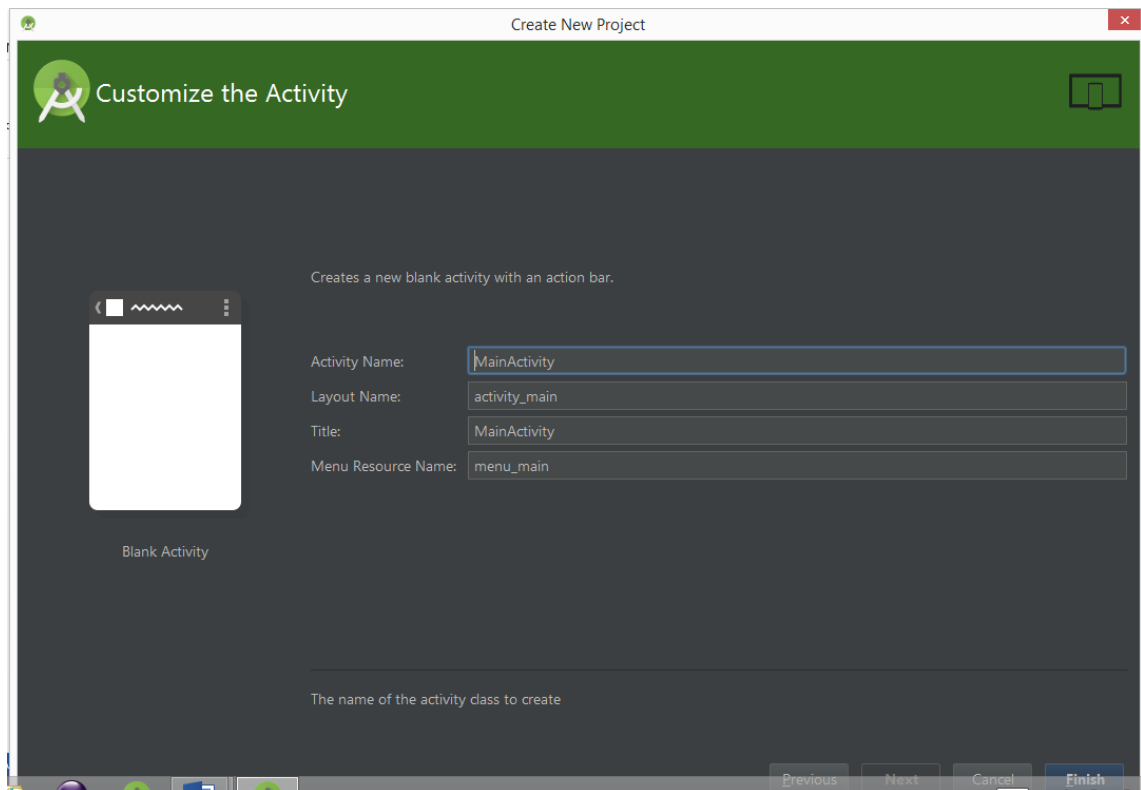 Create New Project
Customize the Activity
Creates a new blank activity with an action bar.
Activity Name: MainActivity
Layout Name: activity_main
Title: MainActivity
Menu Resource Name: menu_main
Blank Activity
The name of the activity class to create
Previous Next Cancel Finish